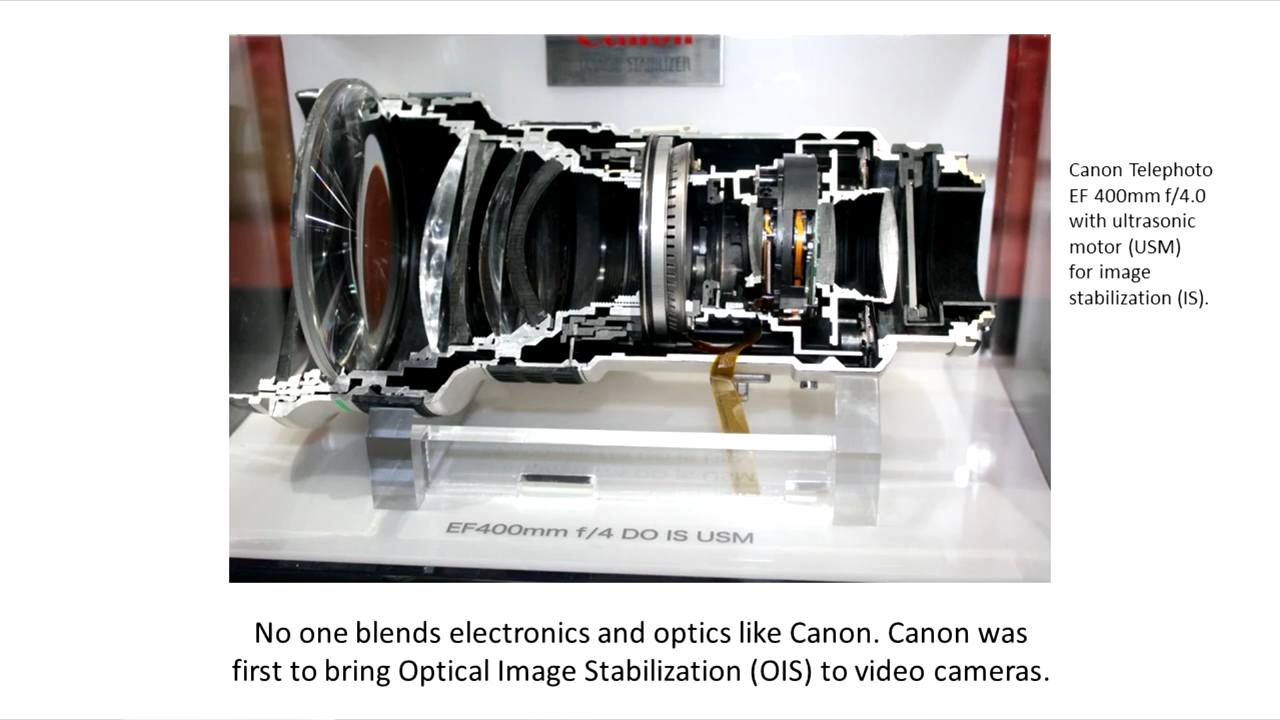 Canon
IMAGE STABILIZER
EF400mm f/4 DO IS USM
Canon Telephoto
EF 400mm f/4.0
with ultrasonic
motor (USM)
for image
stabilization (IS).
No one blends electronics and optics like Canon. Canon was
first to bring Optical Image Stabilization (OIS) to video cameras.